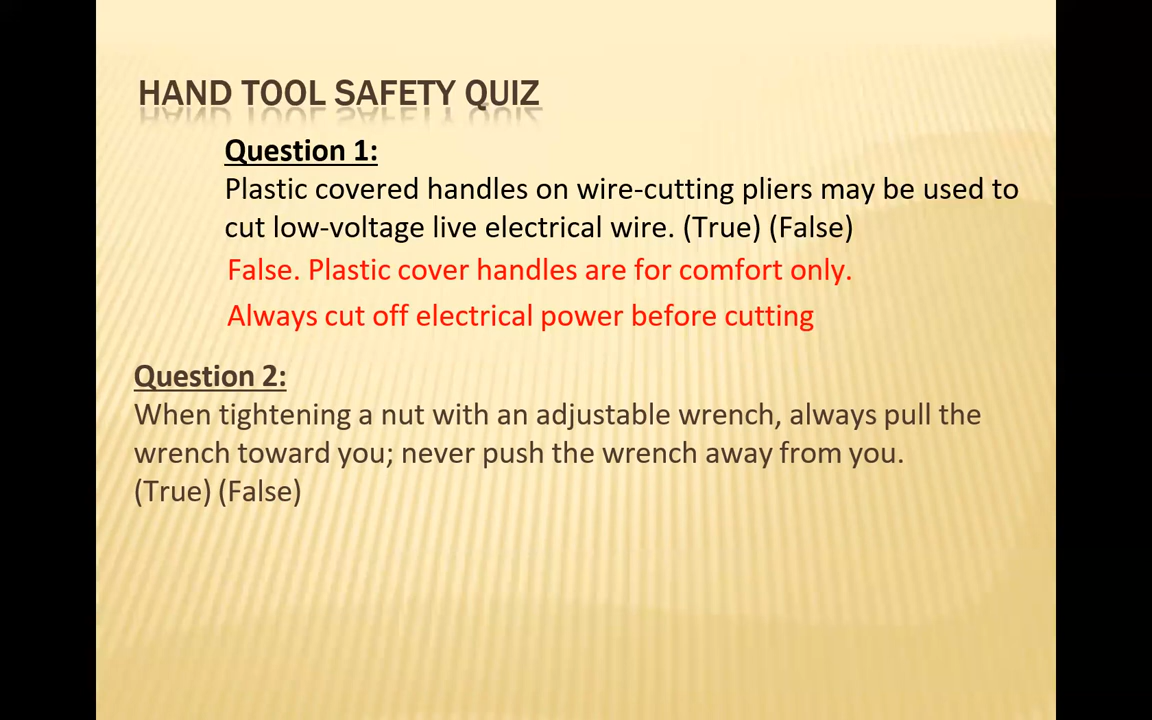 HAND TOOL SAFETY QUIZ
Question 1:
Plastic covered handles on wire-cutting pliers may be used to
cut low-voltage live electrical wire. (True) (False)
False. Plastic cover handles are for comfort only.
Always cut off electrical power before cutting
Question 2:
When tightening a nut with an adjustable wrench, always pull the
wrench toward you; never push the wrench away from you.
(True) (False)